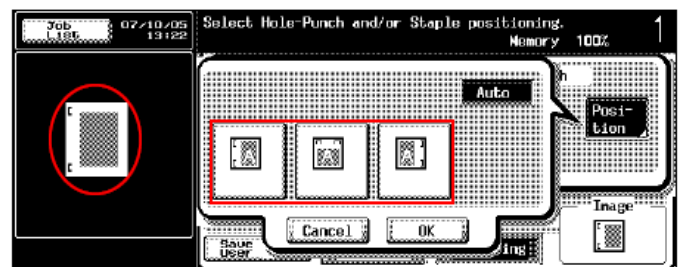 Job
List
07/10/05
13:22
Select Hole-Punch and/or Staple positioning.
Memory 100%
1
h
Auto
Posi-
tion
Cancel
OK
Save
User
ing
Image